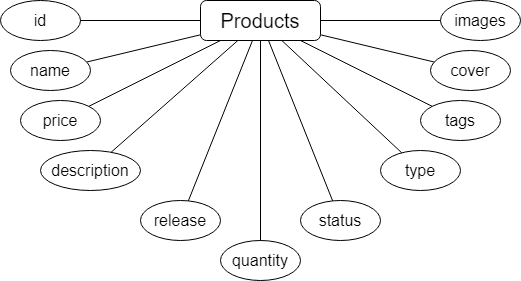 id
Products
images
name
cover
price
tags
description
type
release
status
quantity